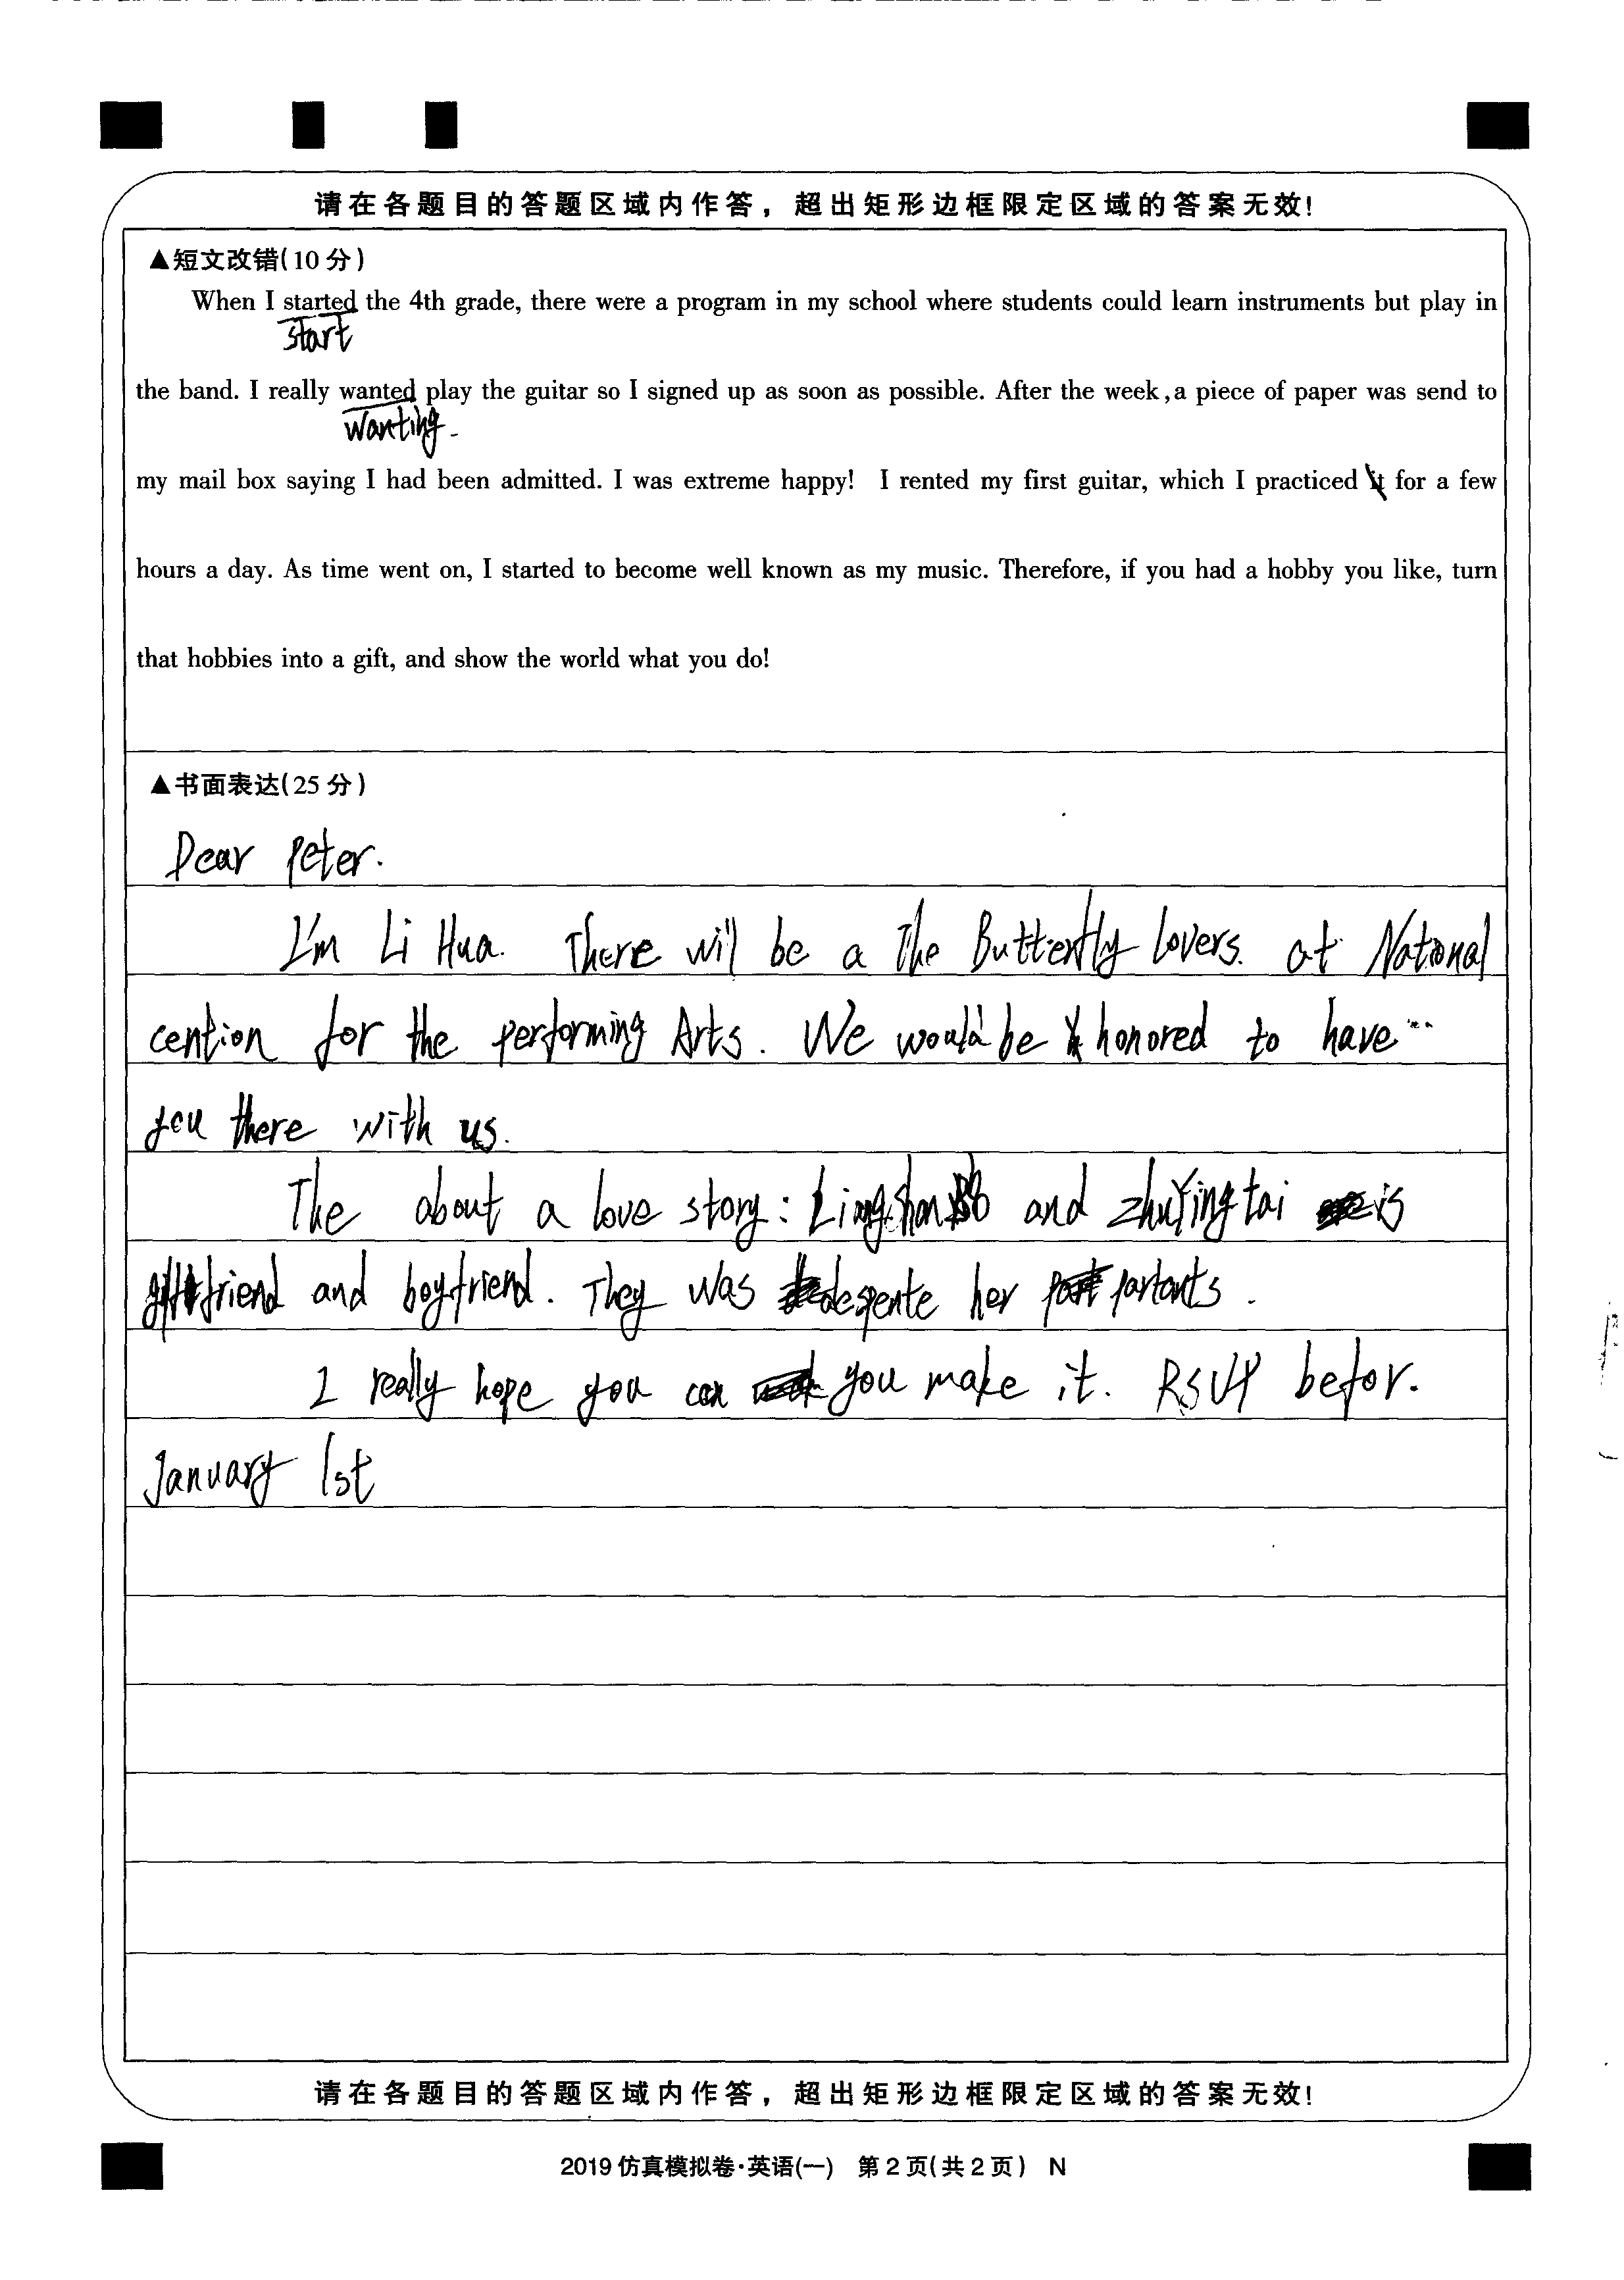 请在各题目的答题区域内作答，超出矩形边框限定区域的答案无效！
▲短文改错(10分)
When I started the 4th grade, there were a program in my school where students could learn instruments but play in
start
the band. I really wanted play the guitar so I signed up as soon as possible. After the week, a piece of paper was send to
wanting
my mail box saying I had been admitted. I was extreme happy! I rented my first guitar, which I practiced it for a few
hours a day. As time went on, I started to become well known as my music. Therefore, if you had a hobby you like, turn
that hobbies into a gift, and show the world what you do!
▲书面表达(25分)
Dear Peter.
I'm Li Hua. There will be a The Butterfly Lovers. at National
cention for the performing Arts. We would be honored to have
you there with us.
The about a love story: and zhuYingtai is
friend and boyfriend. They was despente her partants.
I really hope you can you make it. RSVP befor.
January 1st
请在各题目的答题区域内作答，超出矩形边框限定区域的答案无效！
2019仿真模拟卷·英语(一) 第2页(共2页) N